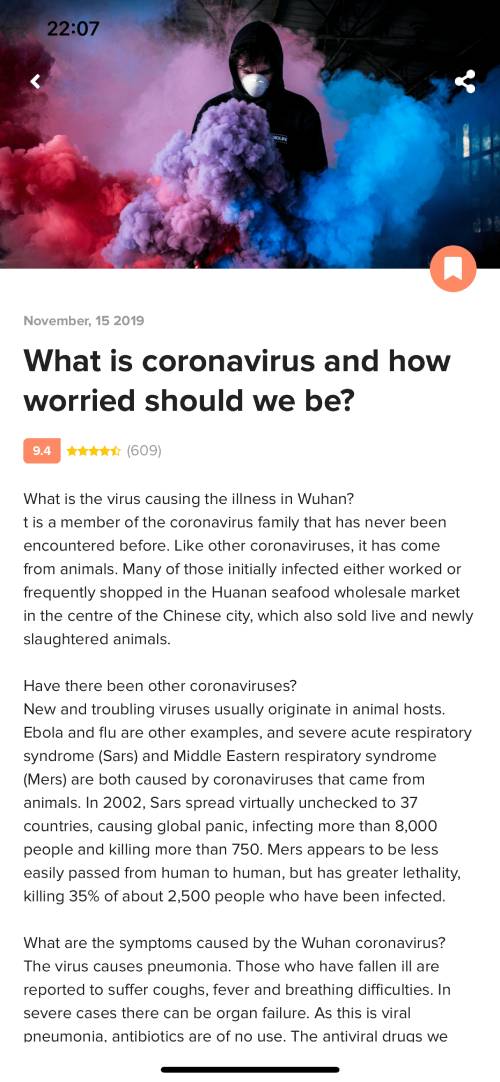 22:07
November, 15 2019
What is coronavirus and how
worried should we be?
9.4 (609)
What is the virus causing the illness in Wuhan?
t is a member of the coronavirus family that has never been
encountered before. Like other coronaviruses, it has come
from animals. Many of those initially infected either worked or
frequently shopped in the Huanan seafood wholesale market
in the centre of the Chinese city, which also sold live and newly
slaughtered animals.
Have there been other coronaviruses?
New and troubling viruses usually originate in animal hosts.
Ebola and flu are other examples, and severe acute respiratory
syndrome (Sars) and Middle Eastern respiratory syndrome
(Mers) are both caused by coronaviruses that came from
animals. In 2002, Sars spread virtually unchecked to 37
countries, causing global panic, infecting more than 8,000
people and killing more than 750. Mers appears to be less
easily passed from human to human, but has greater lethality,
killing 35% of about 2,500 people who have been infected.
What are the symptoms caused by the Wuhan coronavirus?
The virus causes pneumonia. Those who have fallen ill are
reported to suffer coughs, fever and breathing difficulties. In
severe cases there can be organ failure. As this is viral
pneumonia, antibiotics are of no use. The antiviral drugs we